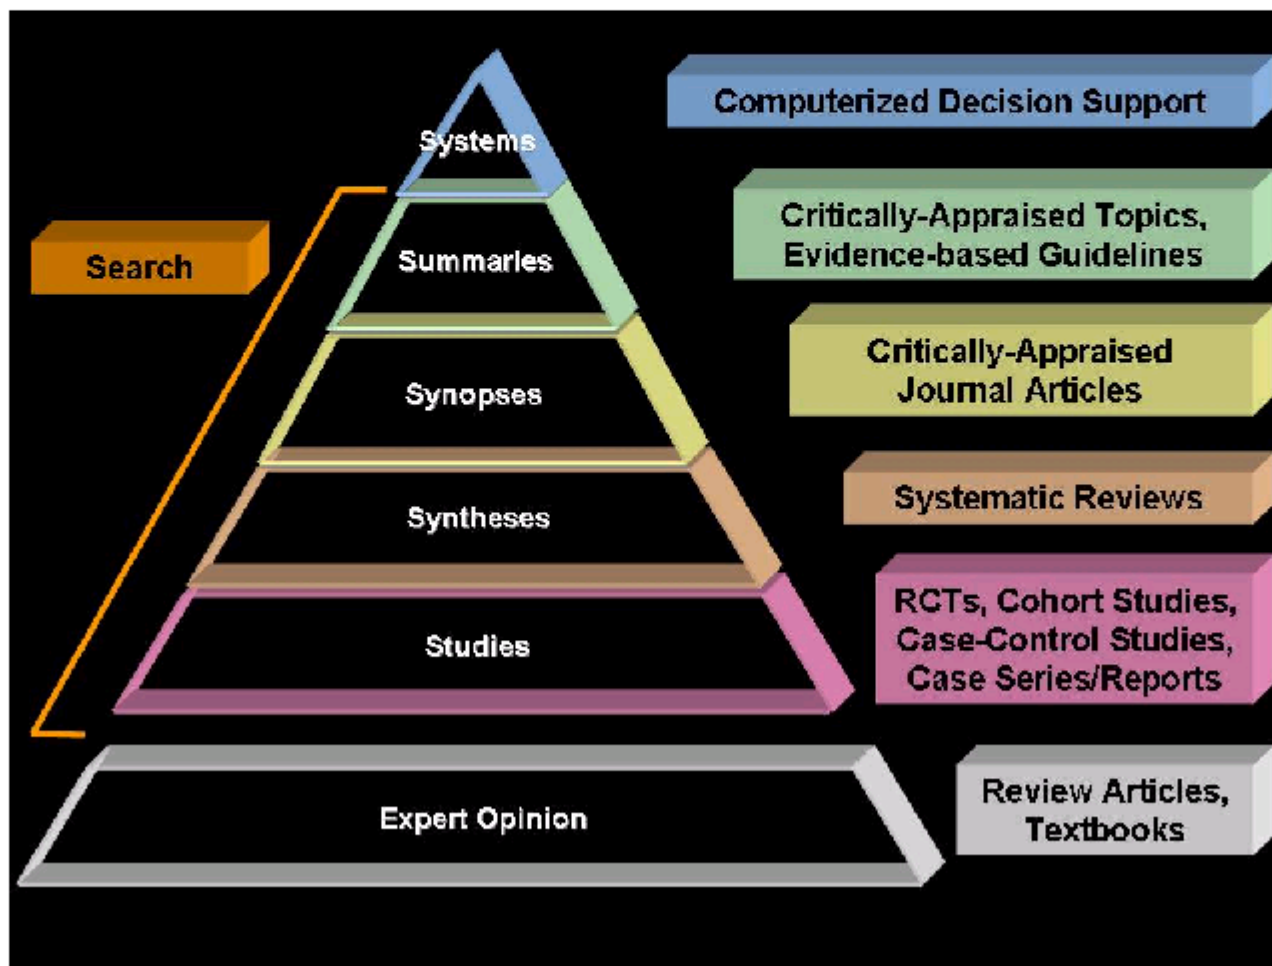 Computerized Decision Support
Systems
Critically-Appraised Topics,
Evidence-based Guidelines
Search
Summaries
Critically-Appraised
Journal Articles
Synopses
Systematic Reviews
Syntheses
RCTs, Cohort Studies,
Case-Control Studies,
Case Series/Reports
Studies
Review Articles,
Textbooks
Expert Opinion